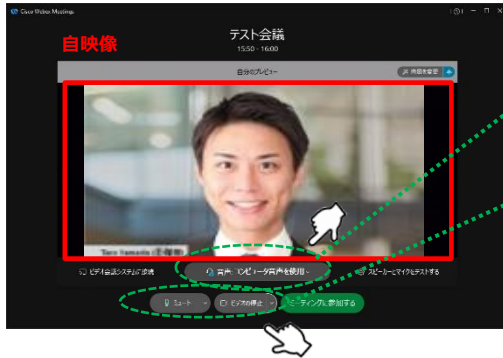 Cisco Webex Meetings
自映像
テスト会議
15:50 - 16:00
自分のプレビュー
背景を変更
Taro Yamada
ビデオ会議システムに接続
音声: コンピュータ音声を使用
スピーカーとマイクをテストする
ミュート
ビデオの停止
ミーティングに参加する